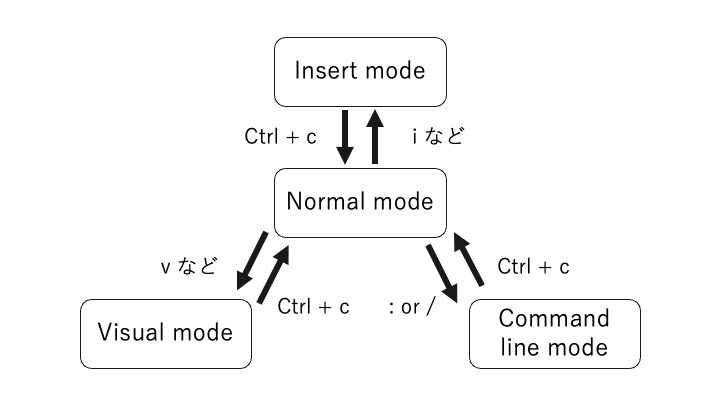 Insert mode
Ctrl + c
i など
Normal mode
v など
Ctrl + c
Ctrl + c
: or /
Visual mode
Command
line mode